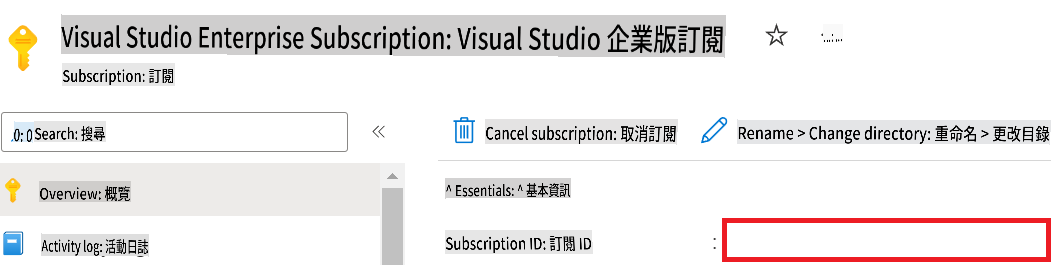 Visual Studio Enterprise Subscription: Visual Studio 企業版訂閱
Subscription: 訂閱
Search: 搜尋
«
Cancel subscription: 取消訂閱
Rename > Change directory: 重命名 > 更改目錄
Overview: 概覽
^ Essentials: ^ 基本資訊
Activity log: 活動日誌
Subscription ID: 訂閱 ID :